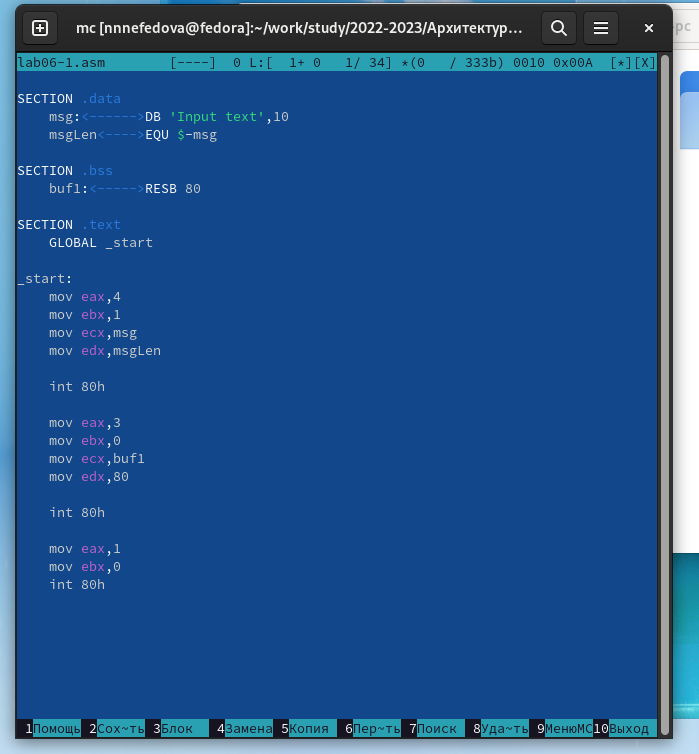 mc [nnnefedova@fedora]:~/work/study/2022-2023/Архитектур...
lab06-1.asm [----] 0 L:[ 1+ 0 1/ 34] *(0 / 333b) 0010 0x00A [*][X]
SECTION .data
msg:<------>DB 'Input text',10
msgLen<---->EQU $-msg
SECTION .bss
buf1:<----->RESB 80
SECTION .text
GLOBAL _start
_start:
mov eax,4
mov ebx,1
mov ecx,msg
mov edx,msgLen
int 80h
mov eax,3
mov ebx,0
mov ecx,buf1
mov edx,80
int 80h
mov eax,1
mov ebx,0
int 80h
1Помощь 2Сох~ть 3Блок 4Замена 5Копия 6Пер~ть 7Поиск 8Уда~ть 9МенюMC 10Выход